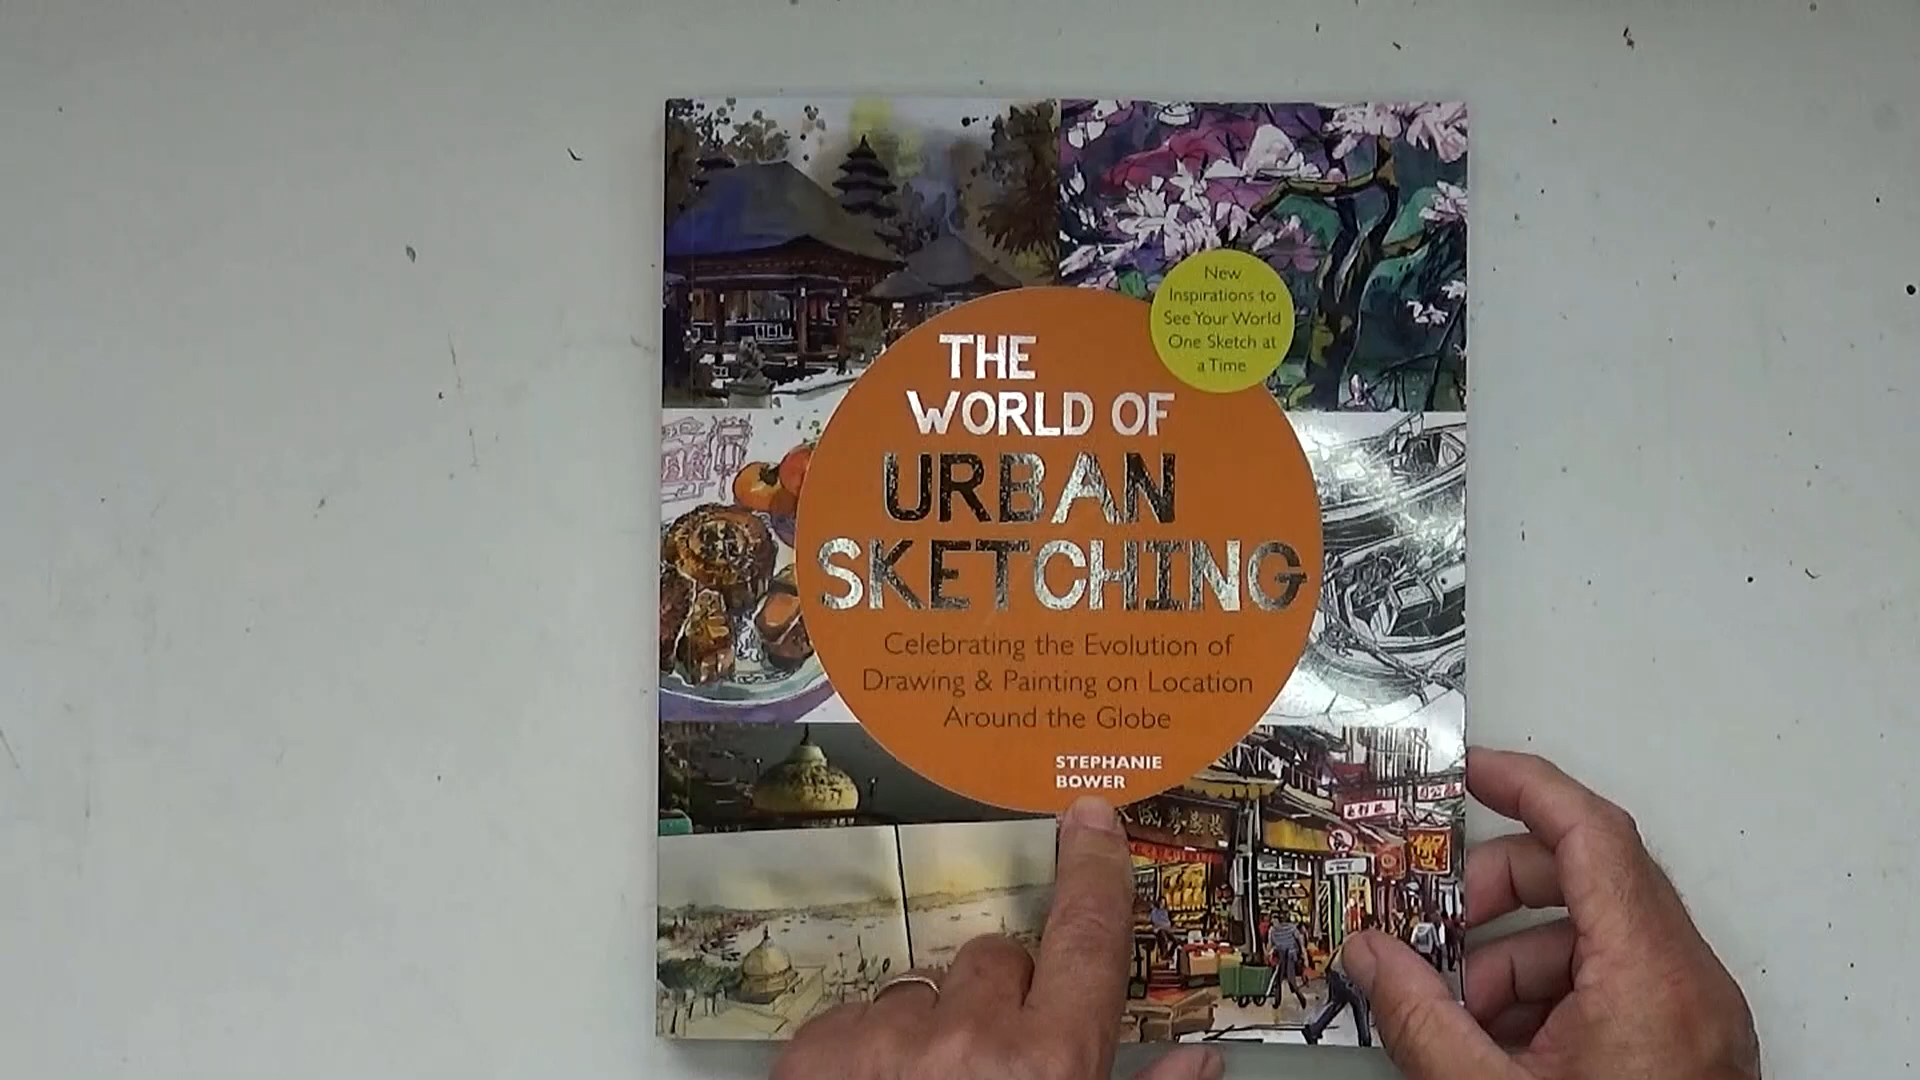 New
Inspirations to
See Your World
One Sketch at
a Time
THE
WORLD OF
URBAN
SKETCHING
Celebrating the Evolution of
Drawing & Painting on Location
Around the Globe
STEPHANIE
BOWER